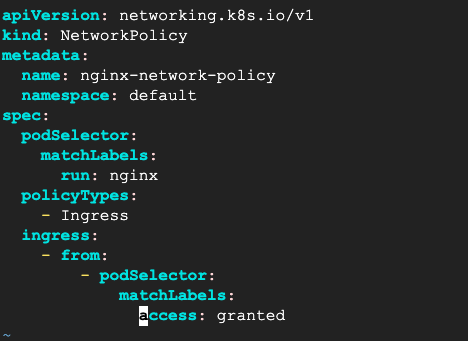 apiVersion: networking.k8s.io/v1
kind: NetworkPolicy
metadata:
  name: nginx-network-policy
  namespace: default
spec:
  podSelector:
    matchLabels:
      run: nginx
  policyTypes:
    - Ingress
  ingress:
    - from:
        - podSelector:
            matchLabels:
              access: granted
~